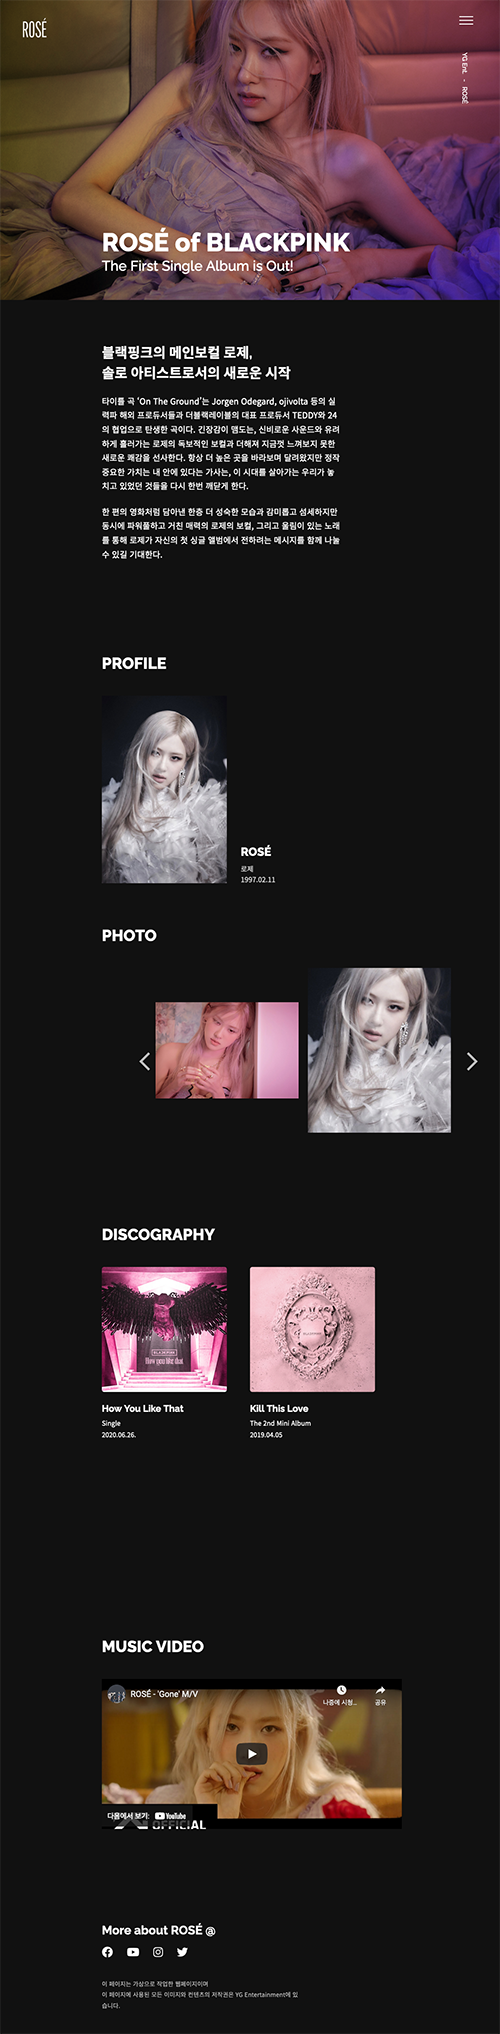 ROSÉ
YG Ent. - ROSÉ
ROSÉ of BLACKPINK
The First Single Album is Out!
블랙핑크의 메인보컬 로제,
솔로 아티스트로서의 새로운 시작
타이틀 곡 ‘On The Ground’는 Jorgen Odegard, ojivolta 등의 실
력파 해외 프로듀서들과 더블랙레이블의 대표 프로듀서 TEDDY와 24
의 협업으로 탄생한 곡이다. 긴장감이 맴도는, 신비로운 사운드와 유려
하게 흘러가는 로제의 독보적인 보컬과 더해져 지금껏 느껴보지 못한
새로운 쾌감을 선사한다. 항상 더 높은 곳을 바라보며 달려왔지만 정작
중요한 가치는 내 안에 있다는 가사는, 이 시대를 살아가는 우리가 놓
치고 있었던 것들을 다시 한번 깨닫게 한다.
한 편의 영화처럼 담아낸 한층 더 성숙한 모습과 감미롭고 섬세하지만
동시에 파워풀하고 거친 매력의 로제의 보컬, 그리고 울림이 있는 노래
를 통해 로제가 자신의 첫 싱글 앨범에서 전하려는 메시지를 함께 나눌
수 있길 기대한다.
PROFILE
ROSÉ
로제
1997.02.11
PHOTO
DISCOGRAPHY
BLACKPINK
How you like that
BLACKPINK
How You Like That
Single
2020.06.26.
Kill This Love
The 2nd Mini Album
2019.04.05
MUSIC VIDEO
ROSÉ - 'Gone' M/V
나중에 시청...
공유
다음에서 보기: YouTube
OFFICIAL
More about ROSÉ @
이 페이지는 가상으로 작업한 웹페이지이며
이 페이지에 사용된 모든 이미지와 컨텐츠의 저작권은 YG Entertainment에 있
습니다.